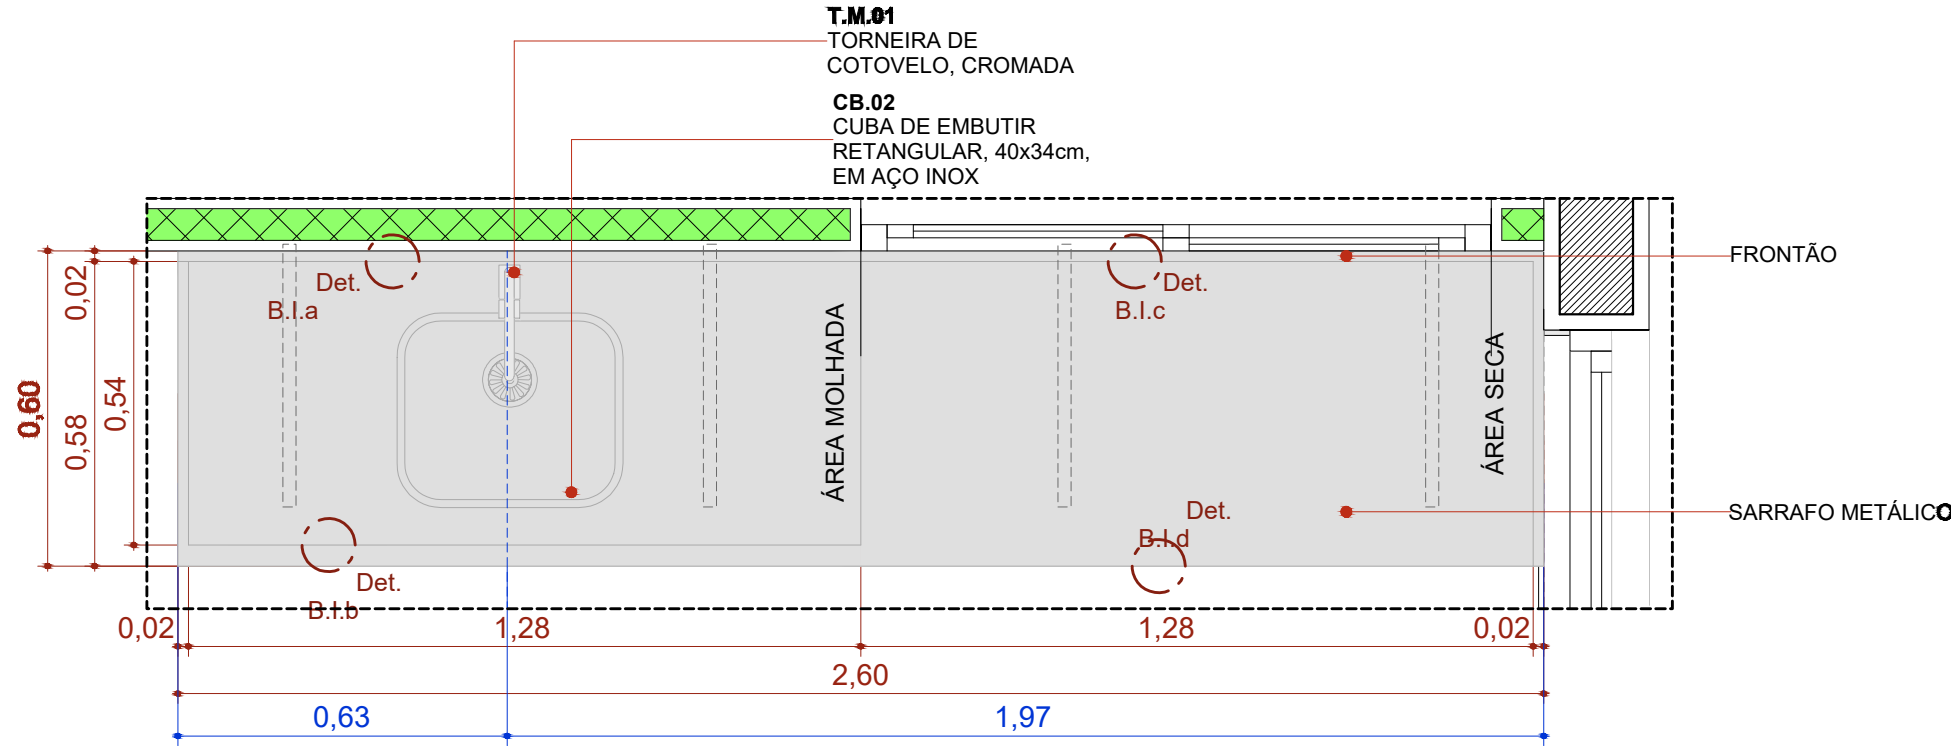 T.M.01
TORNEIRA DE
COTOVELO, CROMADA
CB.02
CUBA DE EMBUTIR
RETANGULAR, 40x34cm,
EM AÇO INOX
FRONTÃO
Det.
B.I.a
Det.
B.I.c
ÁREA MOLHADA
ÁREA SECA
0,02
0,60
0,58
0,54
Det.
B.I.d
SARRAFO METÁLICO
Det.
B.I.b
0,02
1,28
1,28
0,02
2,60
0,63
1,97